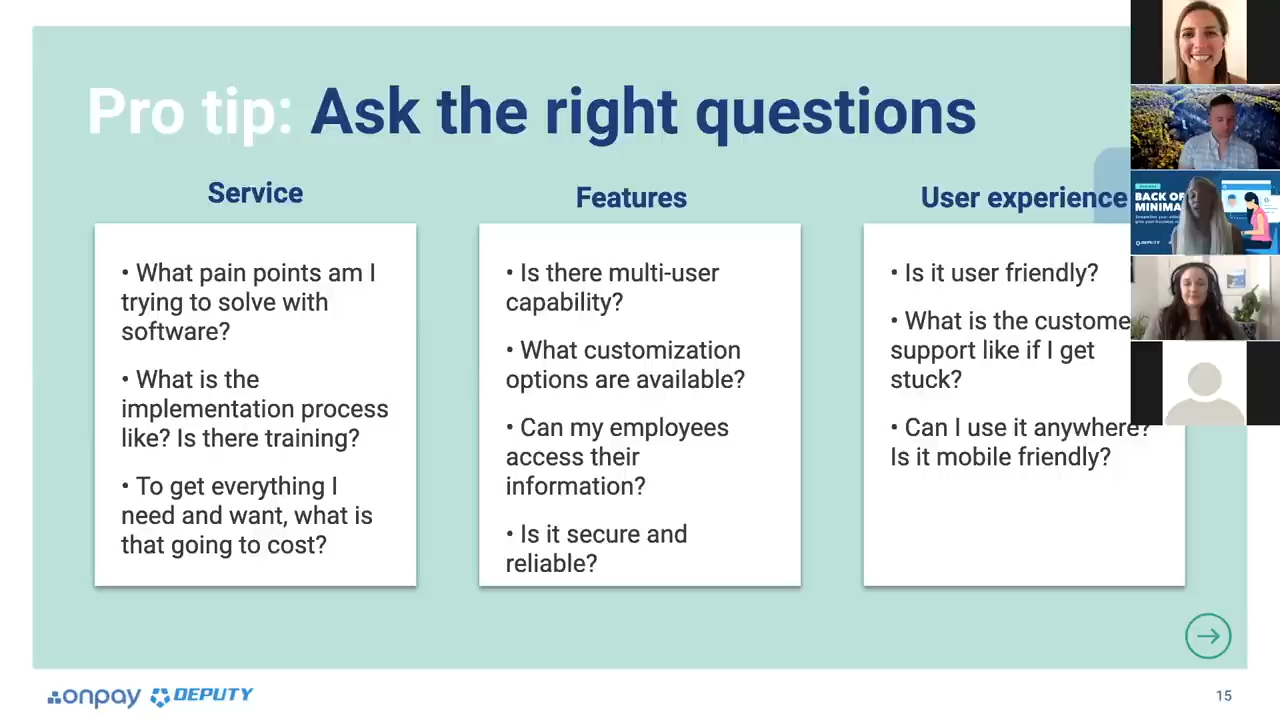 Pro tip: Ask the right questions
Service
• What pain points am I
trying to solve with
software?
• What is the
implementation process
like? Is there training?
• To get everything I
need and want, what is
that going to cost?
Features
• Is there multi-user
capability?
• What customization
options are available?
• Can my employees
access their
information?
• Is it secure and
reliable?
User experience
• Is it user friendly?
• What is the custome
support like if I get
stuck?
• Can I use it anywhere?
Is it mobile friendly?
BACK OF
MINIMA
DEPUTY
onpay DEPUTY
15